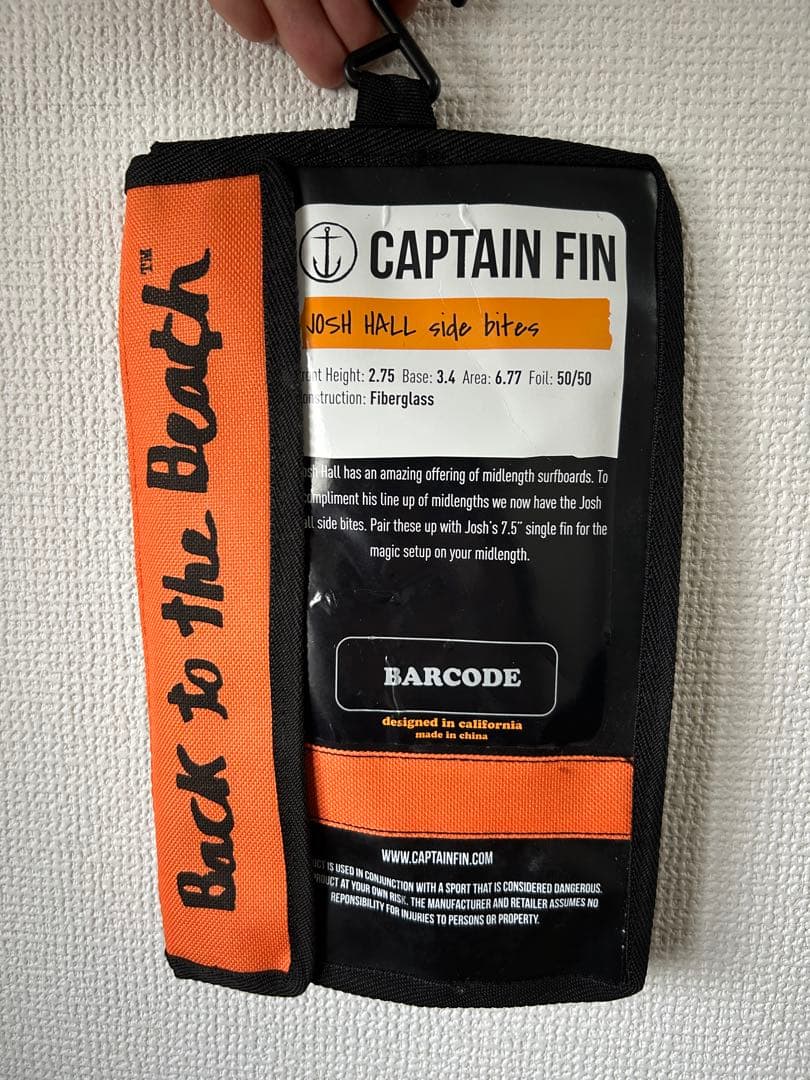 Back to the Beach™
CAPTAIN FIN
JOSH HALL side bites
Height: 2.75 Base: 3.4 Area: 6.77 Foil: 50/50
Fiberglass
Hall has an amazing offering of midlength surfboards. To
his line up of midlengths we now have the Josh
side bites. Pair these up with Josh's 7.5" single fin for the
magic setup on your midlength.
BARCODE
designed in california
made in china
WWW.CAPTAINFIN.COM
IS USED IN CONJUNCTION WITH A SPORT THAT IS CONSIDERED DANGEROUS.
AT YOUR OWN RISK. THE MANUFACTURER AND RETAILER ASSUMES NO
REPONSIBILITY FOR INJURIES TO PERSONS OR PROPERTY.